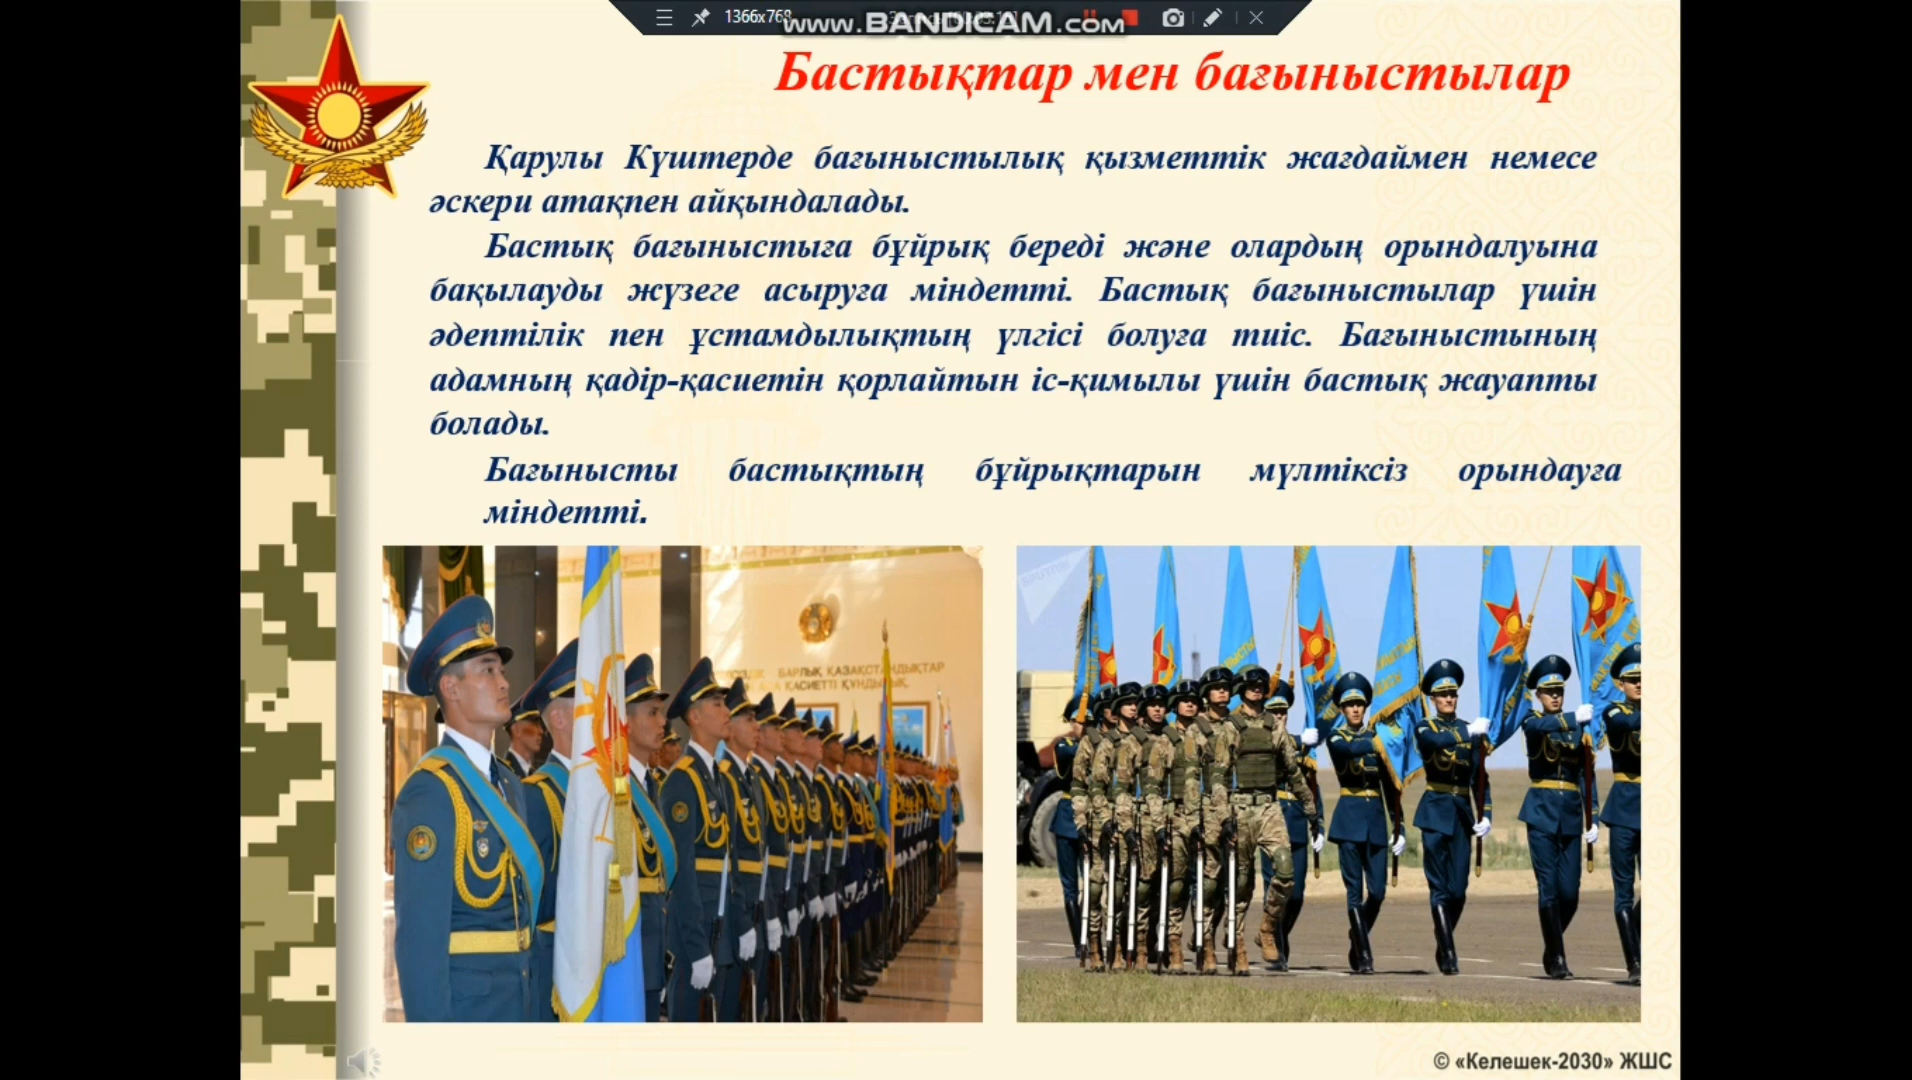 1366x768
www.BANDICAM.com
Бастықтар мен бағыныстылар
Қарулы Күштерде бағыныстылық қызметтік жағдаймен немесе
әскери атақпен айқындалады.
Бастық бағыныстыға бұйрық береді және олардың орындалуына
бақылауды жүзеге асыруға міндетті. Бастық бағыныстылар үшін
әдептілік пен ұстамдылықтың үлгісі болуға тиіс. Бағыныстының
адамның қадір-қасиетін қорлайтын іс-қимылы үшін бастық жауапты
болады.
Бағынысты бастықтың бұйрықтарын мүлтіксіз орындауға
міндетті.
БАРЛЫҚ ҚАЗАҚСТАНДЫҚТАР
ҚАСИЕТТІ ҚҰНДЫЛЫҚ
SPUTNIK
© «Келешек-2030» ЖШС